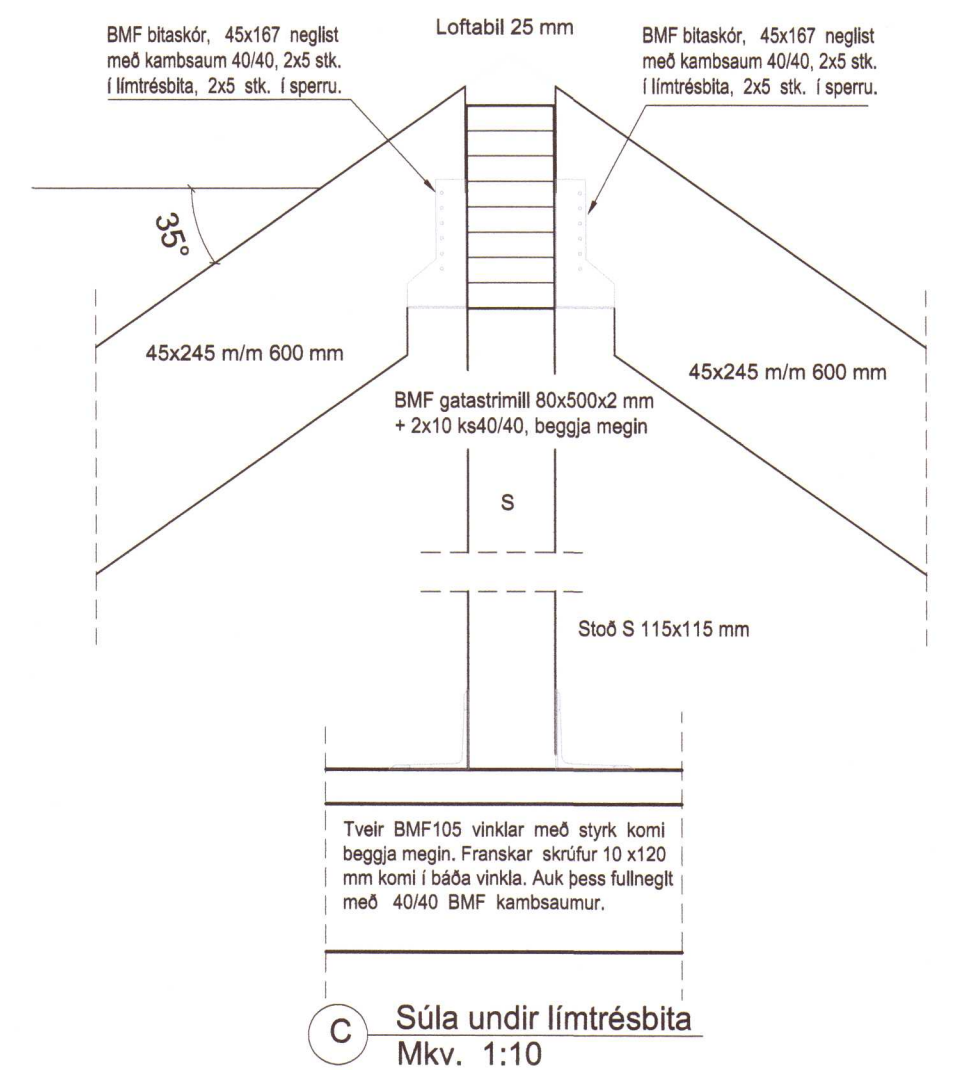 BMF bitaskór, 45x167 neglist
með kambsaum 40/40, 2x5 stk.
í límtrésbita, 2x5 stk. í sperru.
Loftabil 25 mm
BMF bitaskór, 45x167 neglist
með kambsaum 40/40, 2x5 stk.
í límtrésbita, 2x5 stk. í sperru.
35°
45x245 m/m 600 mm
45x245 m/m 600 mm
BMF gatastrimill 80x500x2 mm
+ 2x10 ks40/40, beggja megin
S
Stoð S 115x115 mm
Tveir BMF105 vinklar með styrk komi
beggja megin. Franskar skrúfur 10 x120
mm komi í báða vinkla. Auk þess fullneglt
með 40/40 BMF kambsaumur.
C
Súla undir límtrésbita
Mkv. 1:10